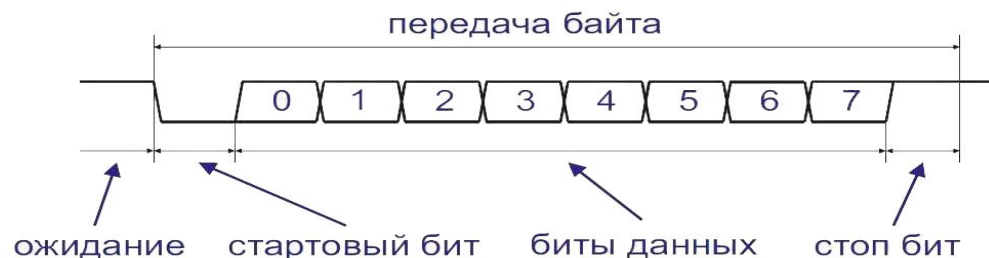 передача байта
0 1 2 3 4 5 6 7
ожидание стартовый бит биты данных стоп бит